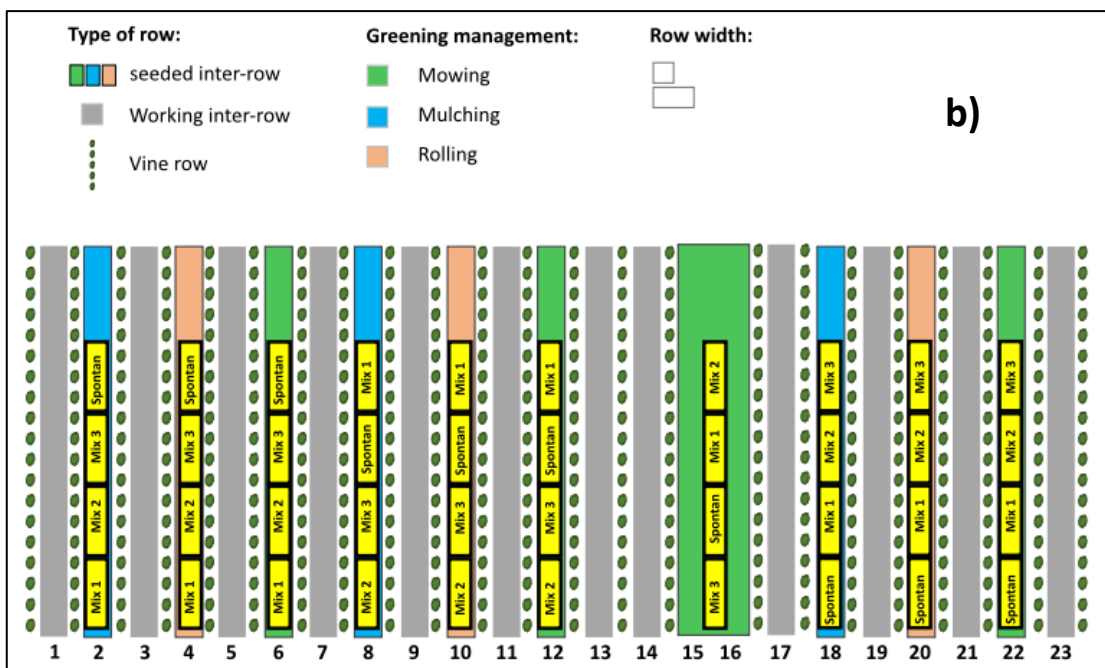 Type of row:
Greening management:
Row width:
seeded inter-row
Mowing
b)
Working inter-row
Mulching
Vine row
Rolling
Spontan
Mix 3
Mix 2
Mix 1
Spontan
Mix 3
Mix 2
Mix 1
Spontan
Mix 3
Mix 2
Mix 1
Mix 1
Spontan
Mix 3
Mix 2
Mix 1
Spontan
Mix 3
Mix 2
Mix 1
Spontan
Mix 3
Mix 2
Mix 2
Mix 1
Spontan
Mix 3
Mix 3
Mix 2
Mix 1
Spontan
Mix 3
Mix 2
Mix 1
Spontan
Mix 3
Mix 2
Mix 1
Spontan
1 2 3 4 5 6 7 8 9 10 11 12 13 14 15 16 17 18 19 20 21 22 23